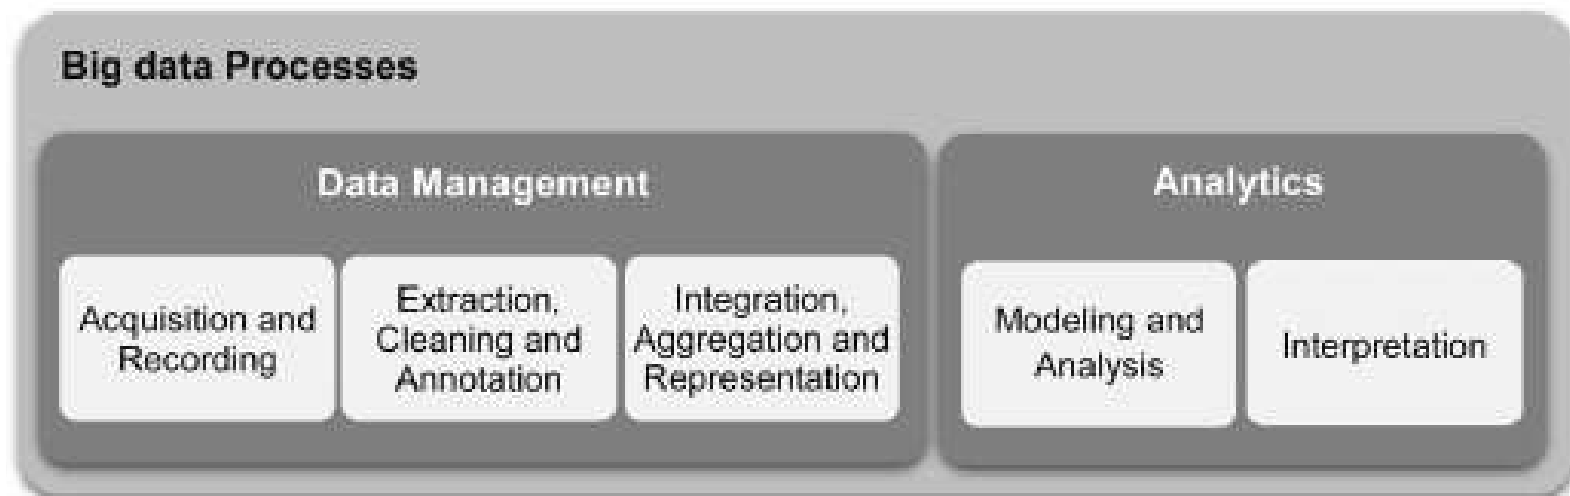 Big data Processes
Data Management
Acquisition and
Recording
Extraction,
Cleaning and
Annotation
Integration,
Aggregation and
Representation
Analytics
Modeling and
Analysis
Interpretation